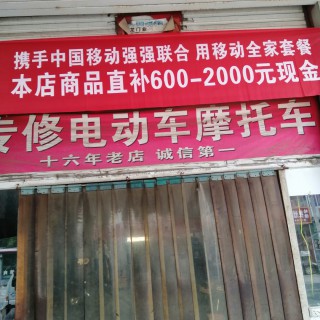 携手中国移动强强联合 用移动全家套餐
本店商品直补600-2000元现金
专修电动车摩托车
十六年老店 诚信第一